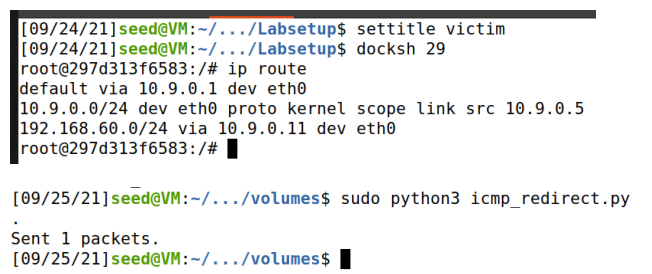 [09/24/21]seed@VM:~/.../Labsetup$ settitle victim
[09/24/21]seed@VM:~/.../Labsetup$ docksh 29
root@297d313f6583:/# ip route
default via 10.9.0.1 dev eth0
10.9.0.0/24 dev eth0 proto kernel scope link src 10.9.0.5
192.168.60.0/24 via 10.9.0.11 dev eth0
root@297d313f6583:/#
[09/25/21]seed@VM:~/.../volumes$ sudo python3 icmp_redirect.py
.
Sent 1 packets.
[09/25/21]seed@VM:~/.../volumes$